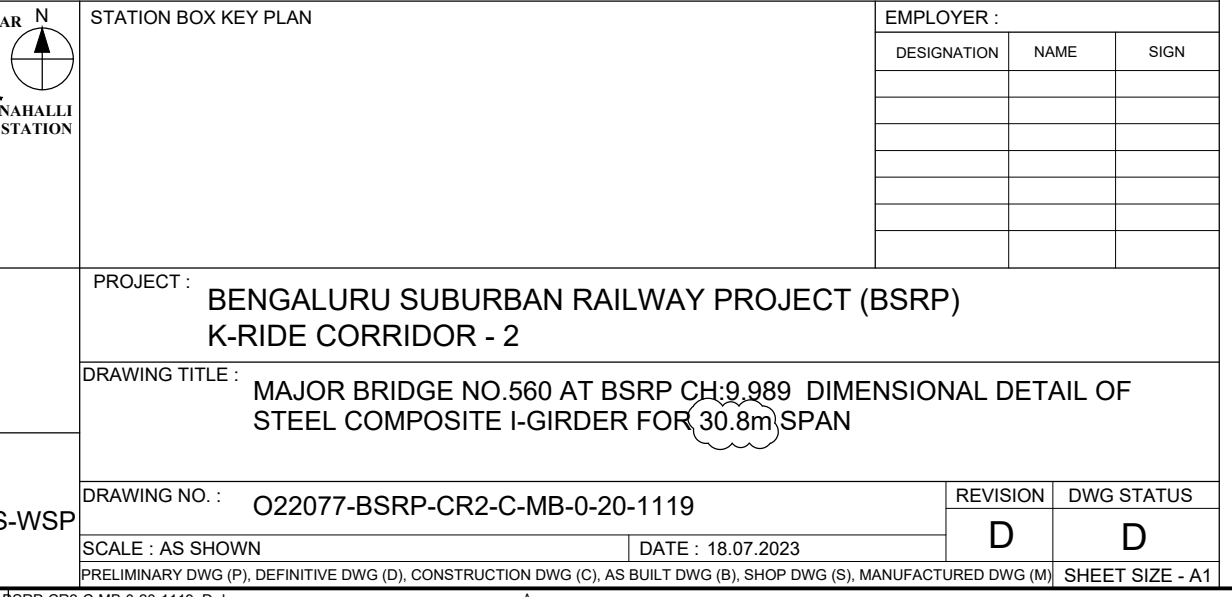 N
STATION BOX KEY PLAN
EMPLOYER :
DESIGNATION NAME SIGN
NAHALLI
STATION
PROJECT :
BENGALURU SUBURBAN RAILWAY PROJECT (BSRP)
K-RIDE CORRIDOR - 2
DRAWING TITLE :
MAJOR BRIDGE NO.560 AT BSRP CH:9.989 DIMENSIONAL DETAIL OF
STEEL COMPOSITE I-GIRDER FOR 30.8m SPAN
S-WSP
DRAWING NO. :
O22077-BSRP-CR2-C-MB-0-20-1119
REVISION DWG STATUS
D D
SCALE : AS SHOWN DATE : 18.07.2023
PRELIMINARY DWG (P), DEFINITIVE DWG (D), CONSTRUCTION DWG (C), AS BUILT DWG (B), SHOP DWG (S), MANUFACTURED DWG (M) SHEET SIZE - A1